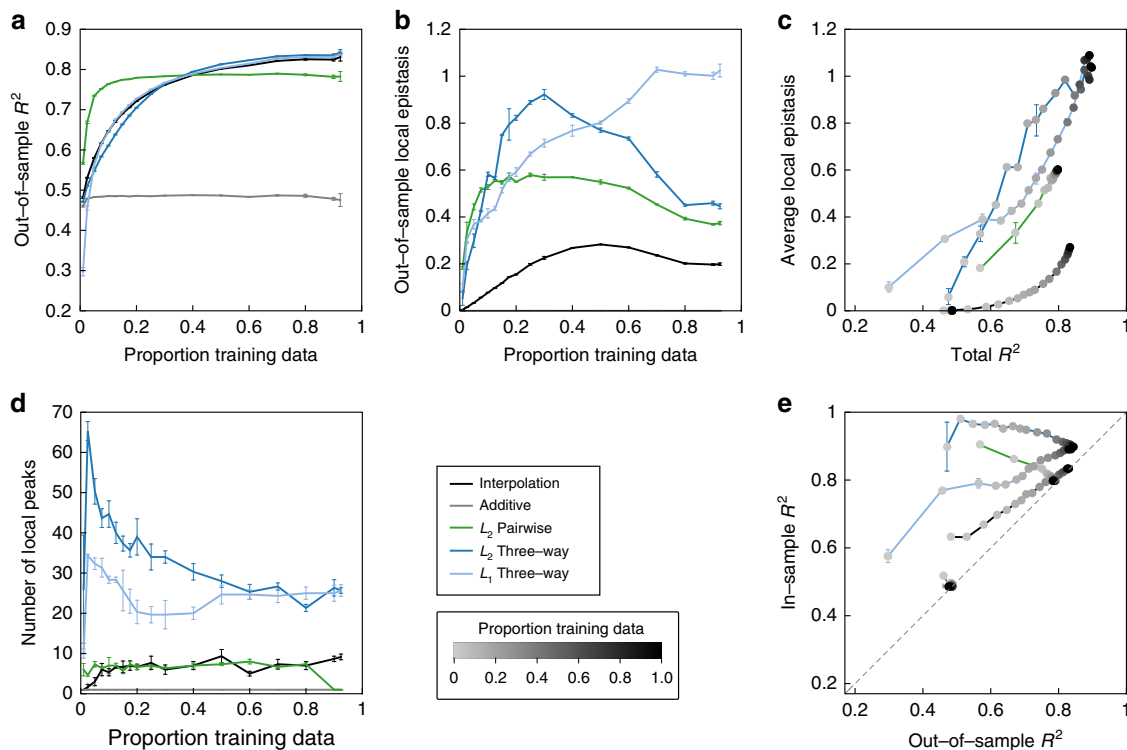 a
0.9
0.8
0.7
0.6
0.5
0.4
0.3
0.2
0 0.2 0.4 0.6 0.8 1
Out–of–sample R²
Proportion training data
b
1.2
1
0.8
0.6
0.4
0.2
0
0 0.2 0.4 0.6 0.8 1
Out–of–sample local epistasis
Proportion training data
c
1.2
1
0.8
0.6
0.4
0.2
0
0.2 0.4 0.6 0.8 1
Average local epistasis
Total R²
d
70
60
50
40
30
20
10
0
0 0.2 0.4 0.6 0.8 1
Number of local peaks
Proportion training data
Interpolation
Additive
L₂ Pairwise
L₂ Three–way
L₁ Three–way
Proportion training data
0 0.2 0.4 0.6 0.8 1.0
e
1
0.8
0.6
0.4
0.2
0.2 0.4 0.6 0.8 1
In–sample R²
Out–of–sample R²